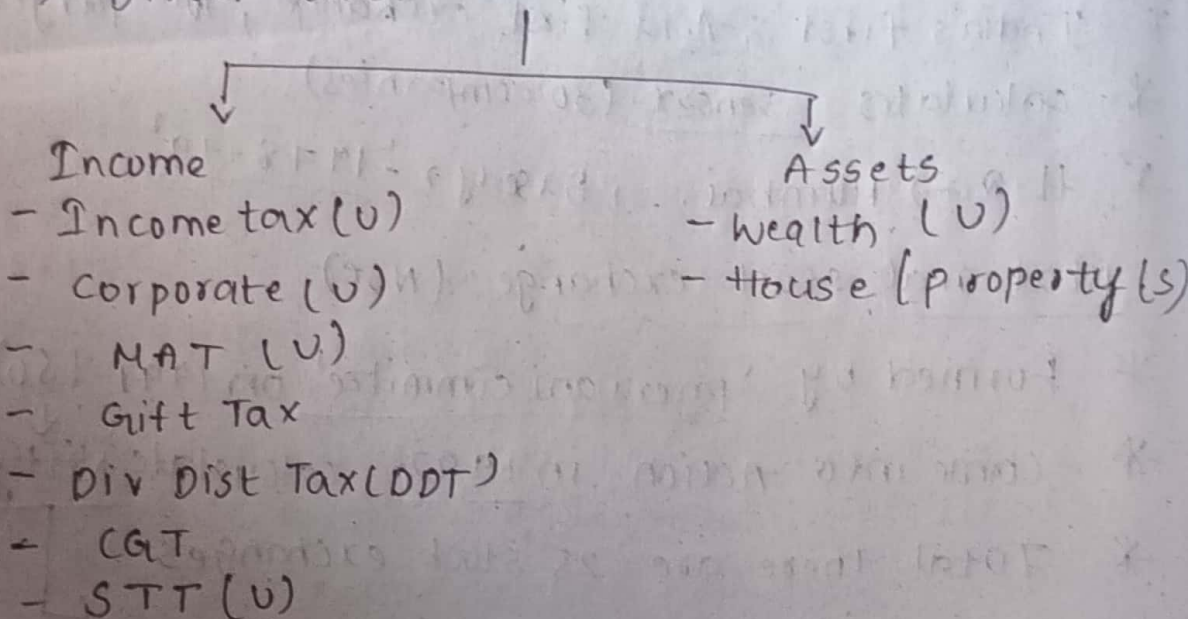 Income
- Income tax (U)
- Corporate (U)
- MAT (U)
- Gift Tax
- Div Dist Tax (DDT)
- CGT
- STT (U)
Assets
- Wealth (U)
- House (property (S)